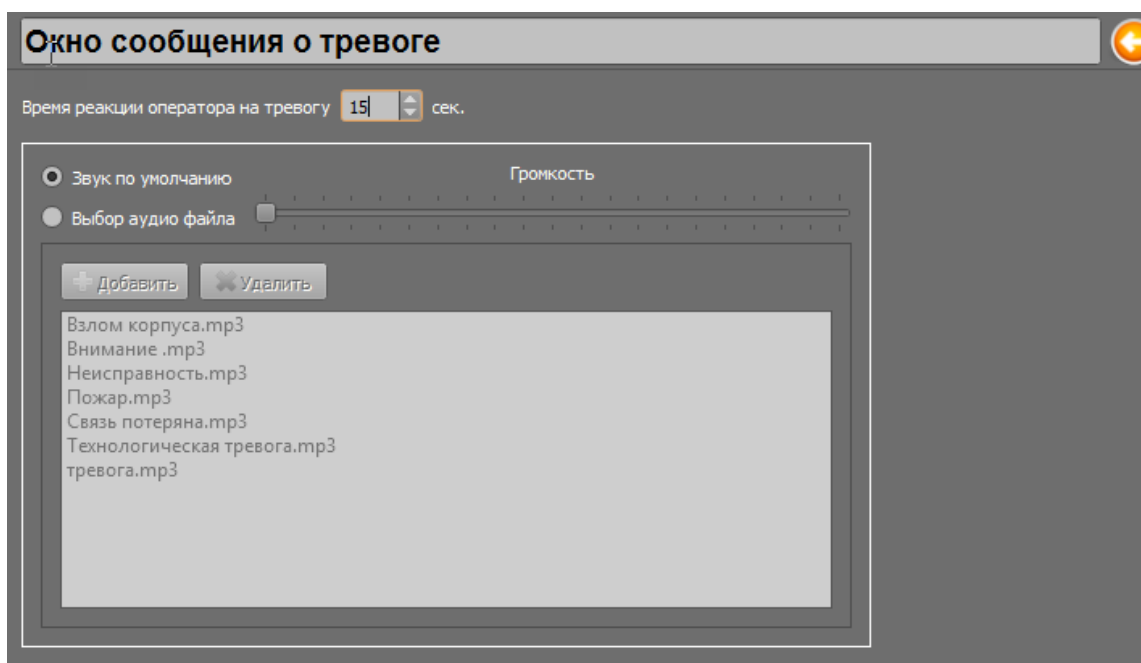 Окно сообщения о тревоге
Время реакции оператора на тревогу 15 сек.
Звук по умолчанию
Громкость
Выбор аудио файла
Добавить Удалить
Взлом корпуса.mp3
Внимание .mp3
Неисправность.mp3
Пожар.mp3
Связь потеряна.mp3
Технологическая тревога.mp3
тревога.mp3